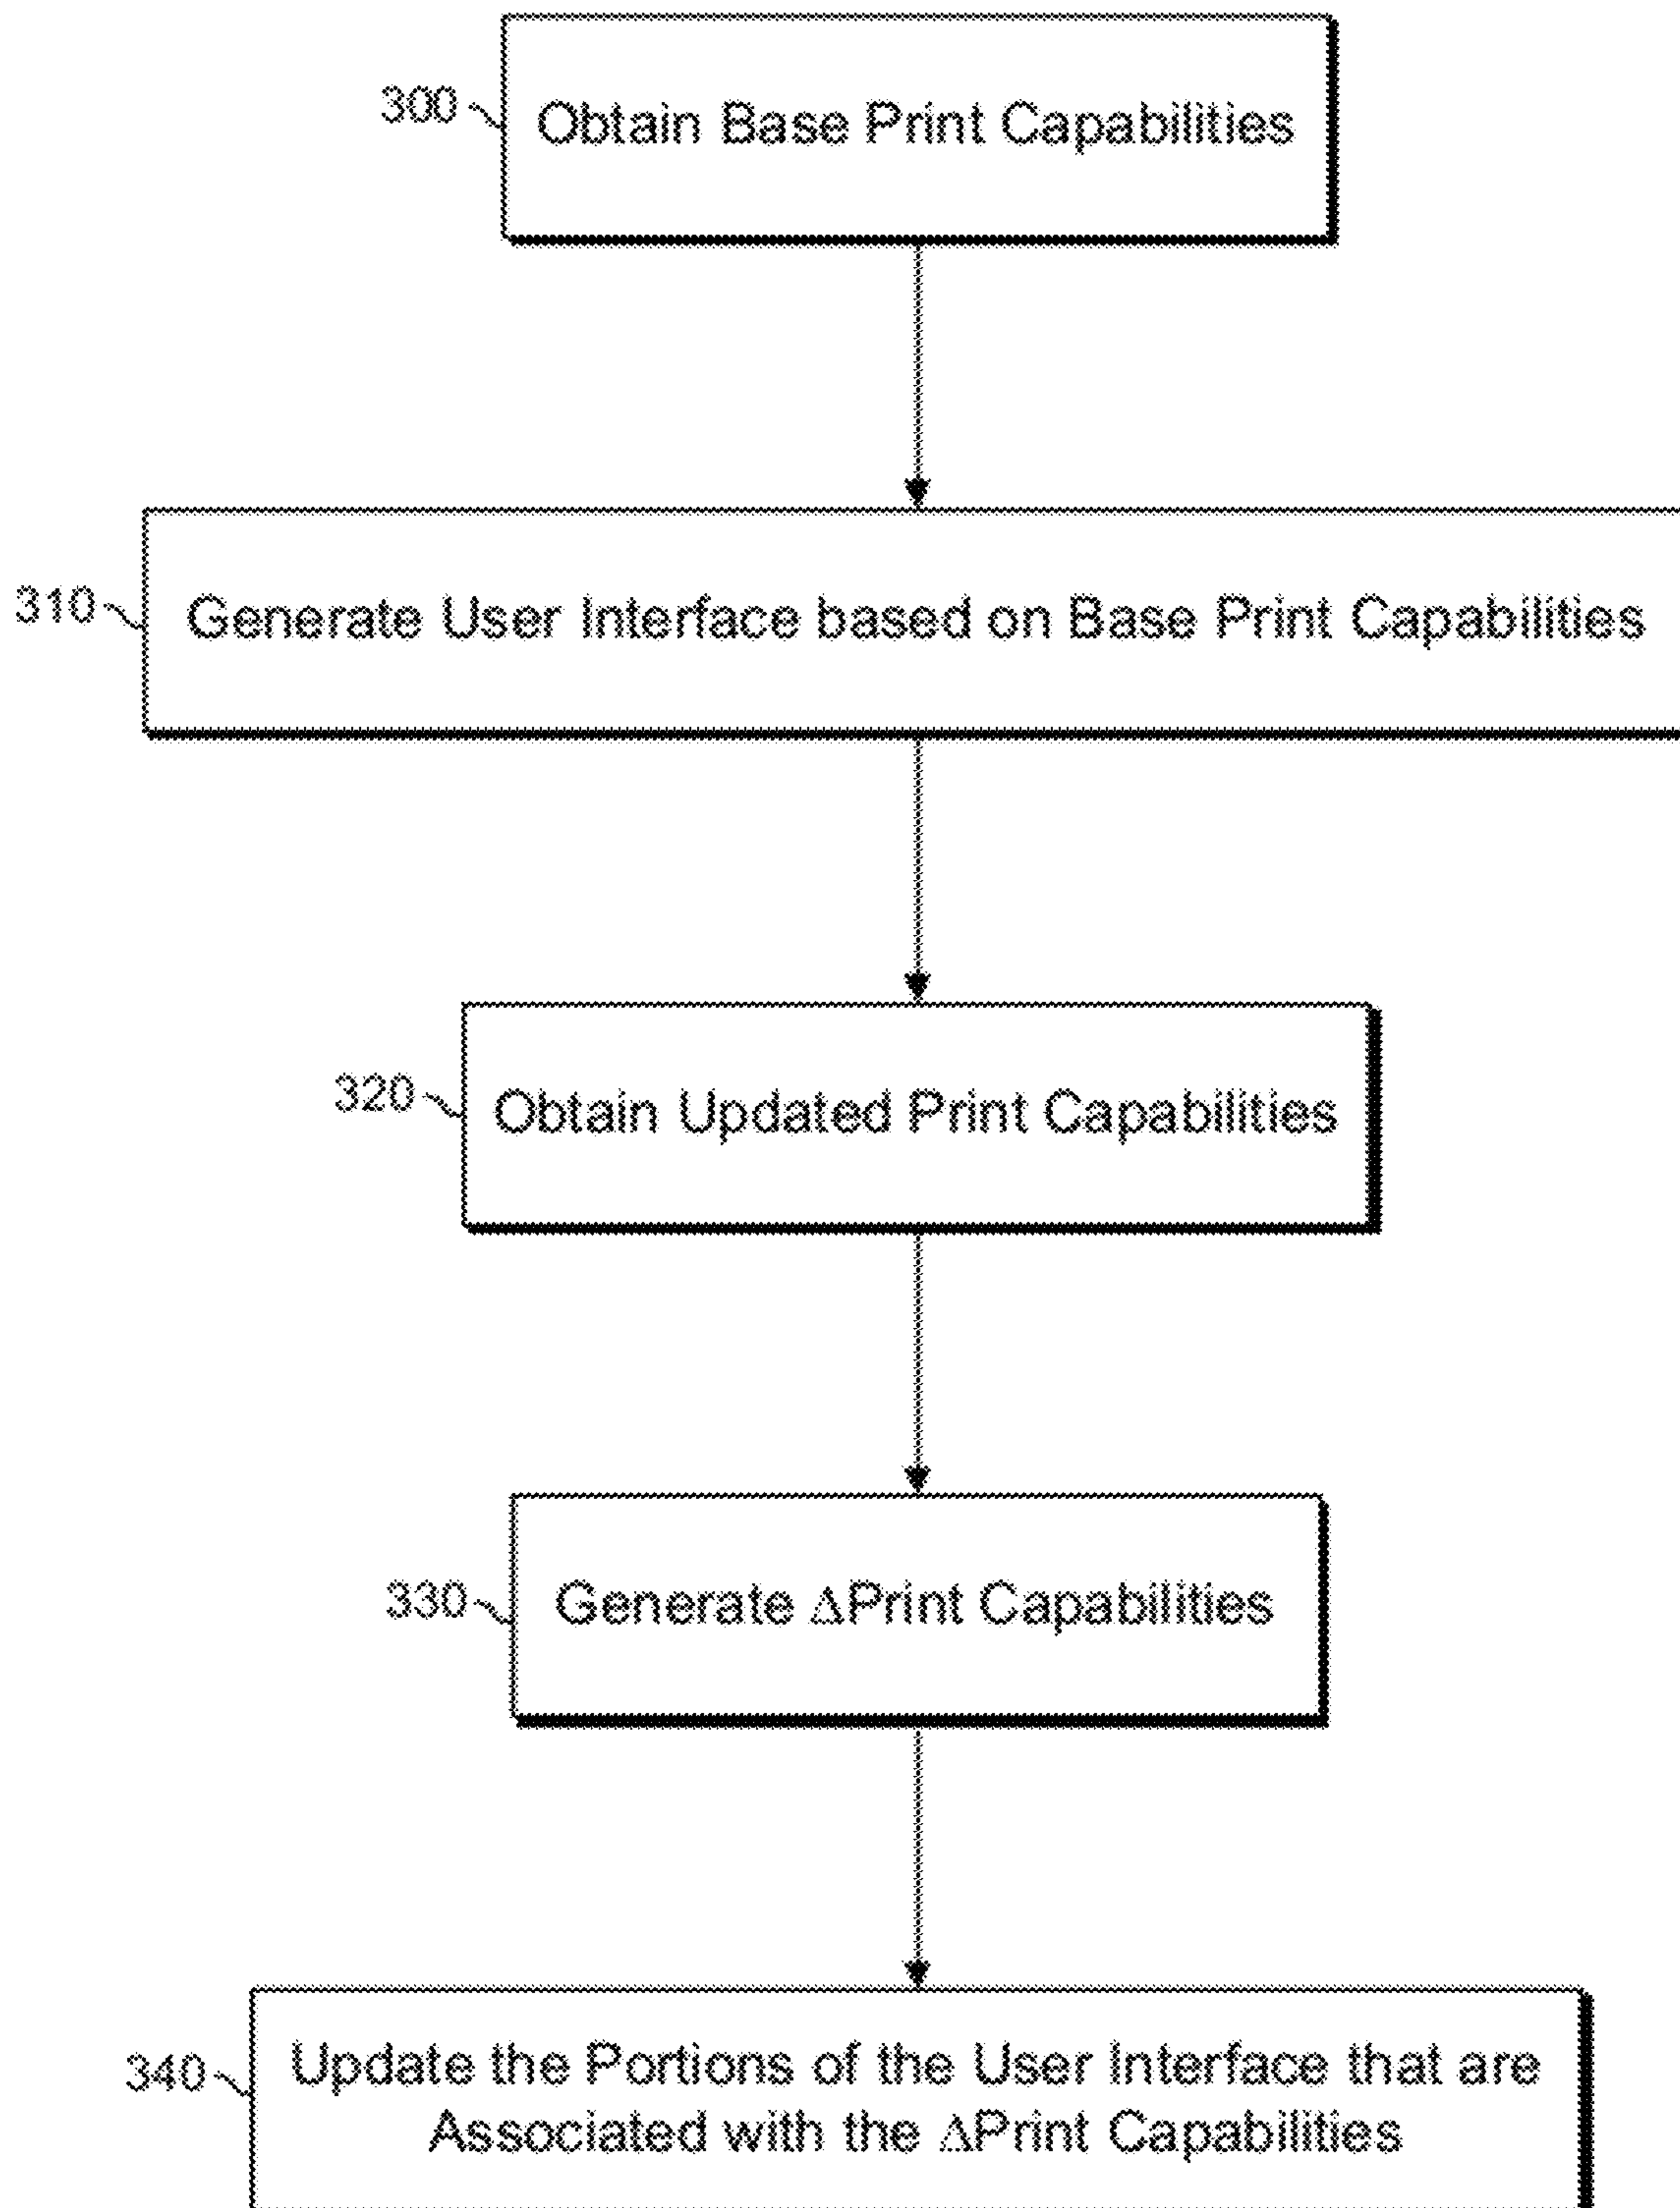 300
Obtain Base Print Capabilities
310
Generate User Interface based on Base Print Capabilities
320
Obtain Updated Print Capabilities
330
Generate ΔPrint Capabilities
340
Update the Portions of the User Interface that are
Associated with the ΔPrint Capabilities